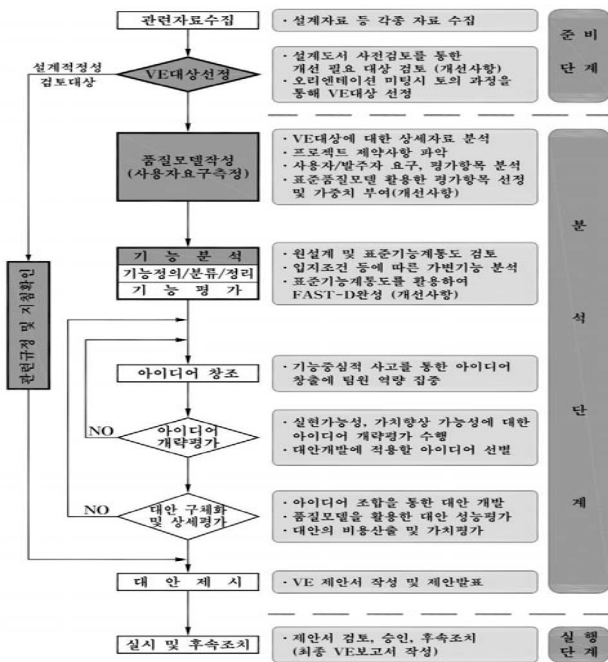 관련자료수집
· 설계자료 등 각종 자료 수집
준 비
단 계
설계적정성
검토대상
VE대상선정
· 설계도서 사전검토를 통한
개선 필요 대상 검토 (개선사항)
· 오리엔테이션 미팅시 토의 과정을
통해 VE대상 선정
품질모델작성
(사용자요구측정)
· VE대상에 대한 상세자료 분석
· 프로젝트 제약사항 파악
· 사용자/발주자 요구, 평가항목 분석
· 표준품질모델 활용한 평가항목 선정
및 가중치 부여(개선사항)
분 석 단 계
기 능 분 석
기능정의/분류/정리
기 능 평 가
· 원설계 및 표준기능계통도 검토
· 입지조건 등에 따른 가변기능 분석
· 표준기능계통도를 활용하여
FAST-D완성 (개선사항)
관련규정 및 지침확인
아이디어 창조
· 기능중심적 사고를 통한 아이디어
창출에 팀원 역량 집중
NO
아이디어
개략평가
· 실현가능성, 가치향상 가능성에 대한
아이디어 개략평가 수행
· 대안개발에 적용할 아이디어 선별
NO
대안 구체화
및 상세평가
· 아이디어 조합을 통한 대안 개발
· 품질모델을 활용한 대안 성능평가
· 대안의 비용산출 및 가치평가
대 안 제 시
· VE 제안서 작성 및 제안발표
실시 및 후속조치
· 제안서 검토, 승인, 후속조치
(최종 VE보고서 작성)
실 행
단 계